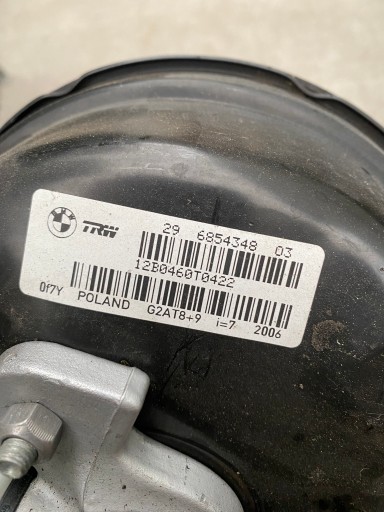 TRW 29 6854348 03
12B0460T0422
0f7Y POLAND G2AT8+9 i=7 2006